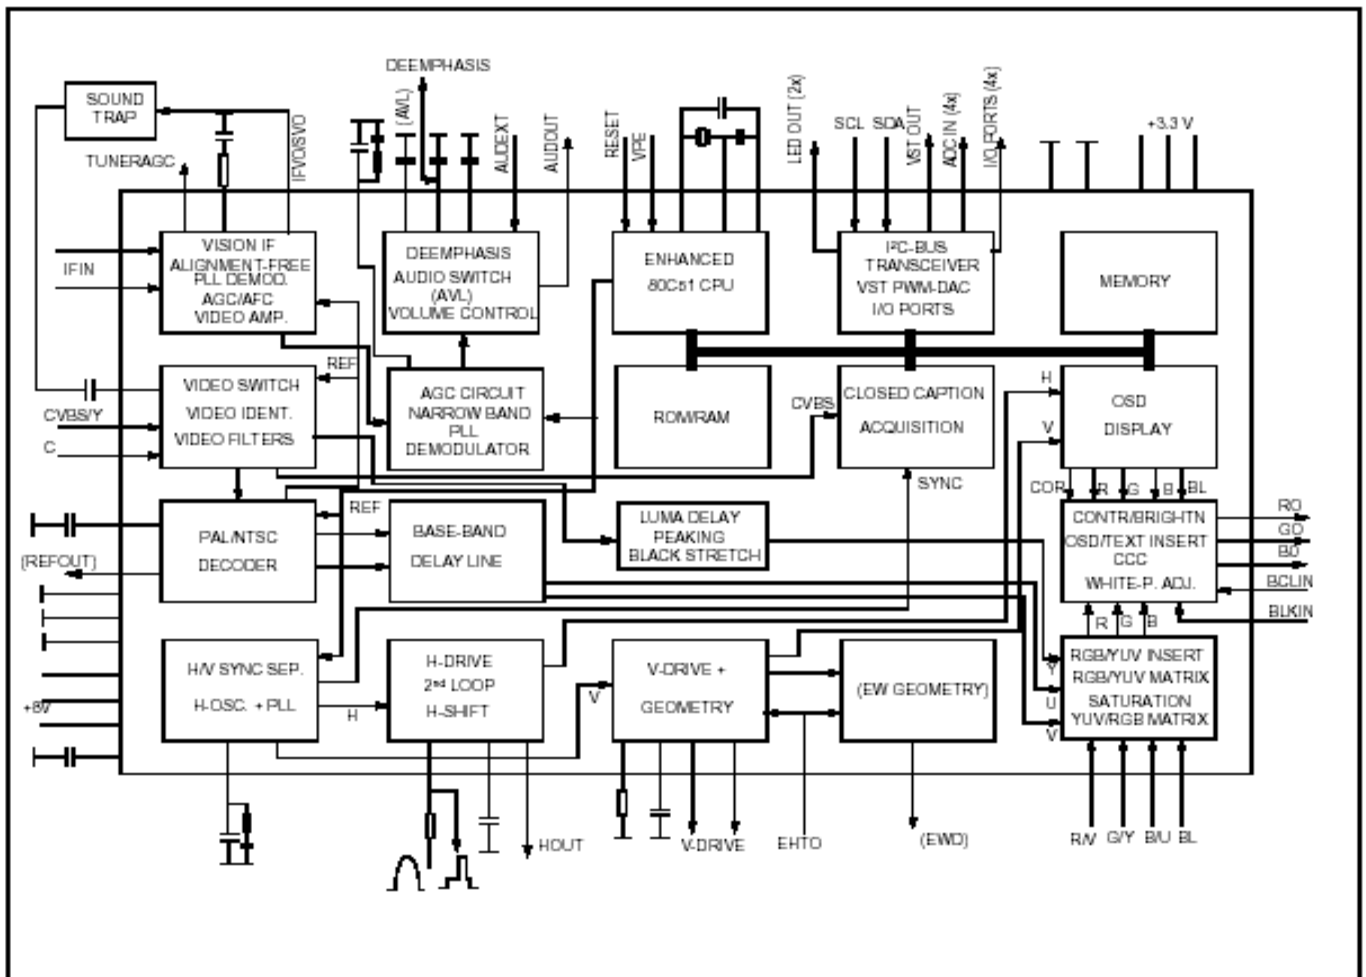 DEEMPHASIS
SOUND
TRAP
TUNERAGC
IFVO/SVO
(AVL)
AUDEXT
AUDOUT
RESET
VPE
LED OUT (2x)
SCL
SDA
VST OUT
ADC IN (4x)
I/O PORTS (4x)
+3.3 V
IFIN
VISION IF
ALIGNMENT-FREE
PLL DEMOD.
AGC/AFC
VIDEO AMP.
DEEMPHASIS
AUDIO SWITCH
(AVL)
VOLUME CONTROL
ENHANCED
80C51 CPU
I²C-BUS
TRANSCEIVER
VST PWM-DAC
I/O PORTS
MEMORY
REF
CVBS/Y
C
VIDEO SWITCH
VIDEO IDENT.
VIDEO FILTERS
AGC CIRCUIT
NARROW BAND
PLL
DEMODULATOR
ROM/RAM
CVBS
CLOSED CAPTION
ACQUISITION
SYNC
H
V
OSD
DISPLAY
COR
R
G
B
BL
REF
(REFOUT)
PAL/NTSC
DECODER
BASE-BAND
DELAY LINE
LUMA DELAY
PEAKING
BLACK STRETCH
CONTR/BRIGHTN
OSD/TEXT INSERT
CCC
WHITE-P. ADJ.
RO
GO
BO
BCLIN
BLKIN
R
G
B
+8V
H/V SYNC SEP.
H-OSC. + PLL
H
H-DRIVE
2nd LOOP
H-SHIFT
V
V-DRIVE +
GEOMETRY
(EW GEOMETRY)
Y
U
V
RGB/YUV INSERT
RGB/YUV MATRIX
SATURATION
YUV/RGB MATRIX
HOUT
V-DRIVE
EHTO
(EWD)
R/V
G/Y
B/U
BL